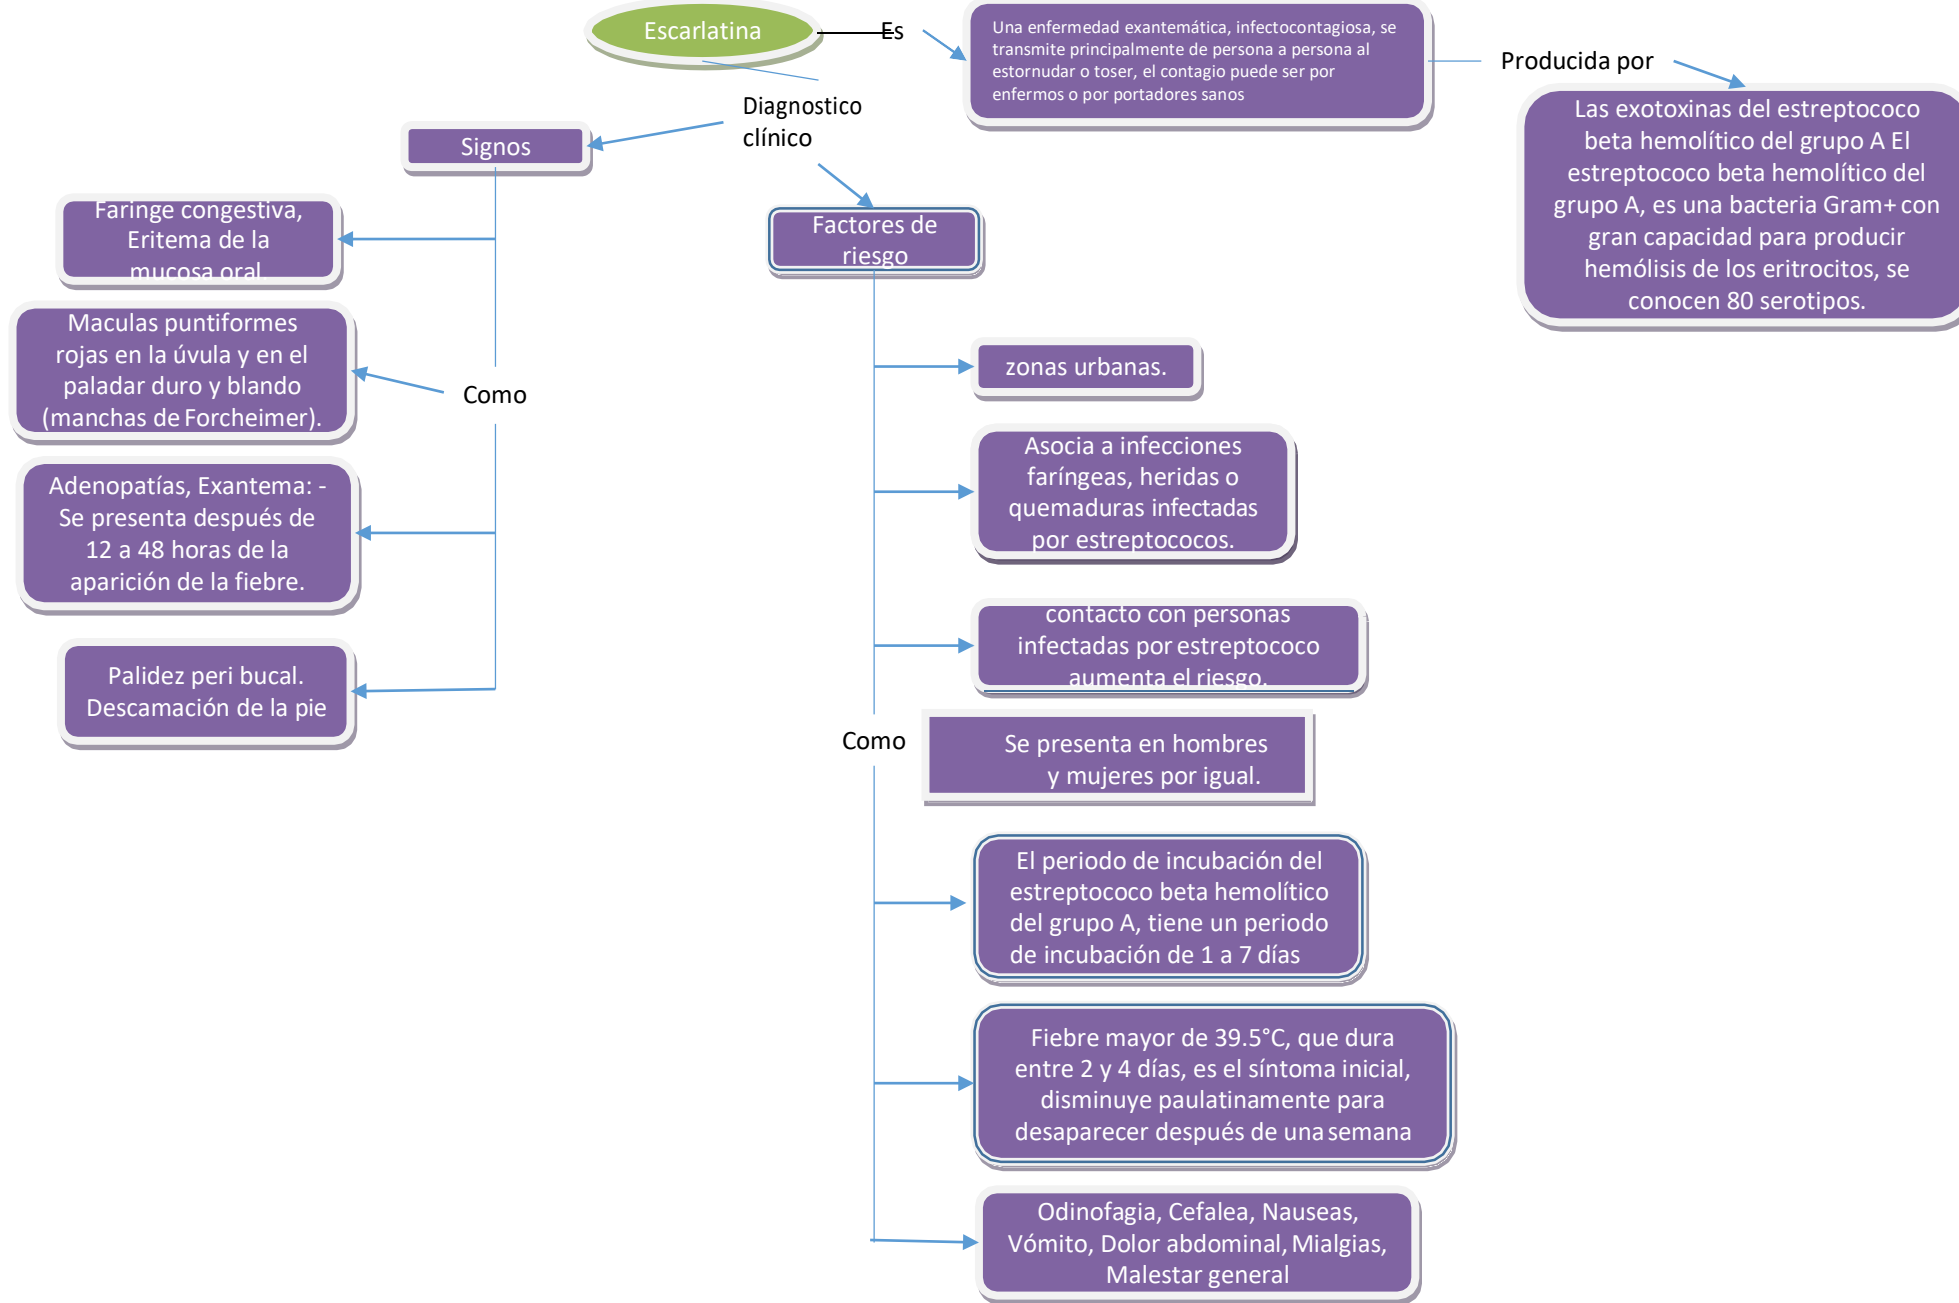 Escarlatina
Es
Una enfermedad exantemática, infectocontagiosa, se
transmite principalmente de persona a persona al
estornudar o toser, el contagio puede ser por
enfermos o por portadores sanos
Producida por
Las exotoxinas del estreptococo
beta hemolítico del grupo A El
estreptococo beta hemolítico del
grupo A, es una bacteria Gram+ con
gran capacidad para producir
hemólisis de los eritrocitos, se
conocen 80 serotipos.
Diagnostico
clínico
Signos
Faringe congestiva,
Eritema de la
mucosa oral
Maculas puntiformes
rojas en la úvula y en el
paladar duro y blando
(manchas de Forcheimer).
Como
Adenopatías, Exantema: -
Se presenta después de
12 a 48 horas de la
aparición de la fiebre.
Palidez peri bucal.
Descamación de la pie
Factores de
riesgo
zonas urbanas.
Asocia a infecciones
faríngeas, heridas o
quemaduras infectadas
por estreptococos.
contacto con personas
infectadas por estreptococo
aumenta el riesgo.
Como
Se presenta en hombres
y mujeres por igual.
El periodo de incubación del
estreptococo beta hemolítico
del grupo A, tiene un periodo
de incubación de 1 a 7 días
Fiebre mayor de 39.5°C, que dura
entre 2 y 4 días, es el síntoma inicial,
disminuye paulatinamente para
desaparecer después de una semana
Odinofagia, Cefalea, Nauseas,
Vómito, Dolor abdominal, Mialgias,
Malestar general